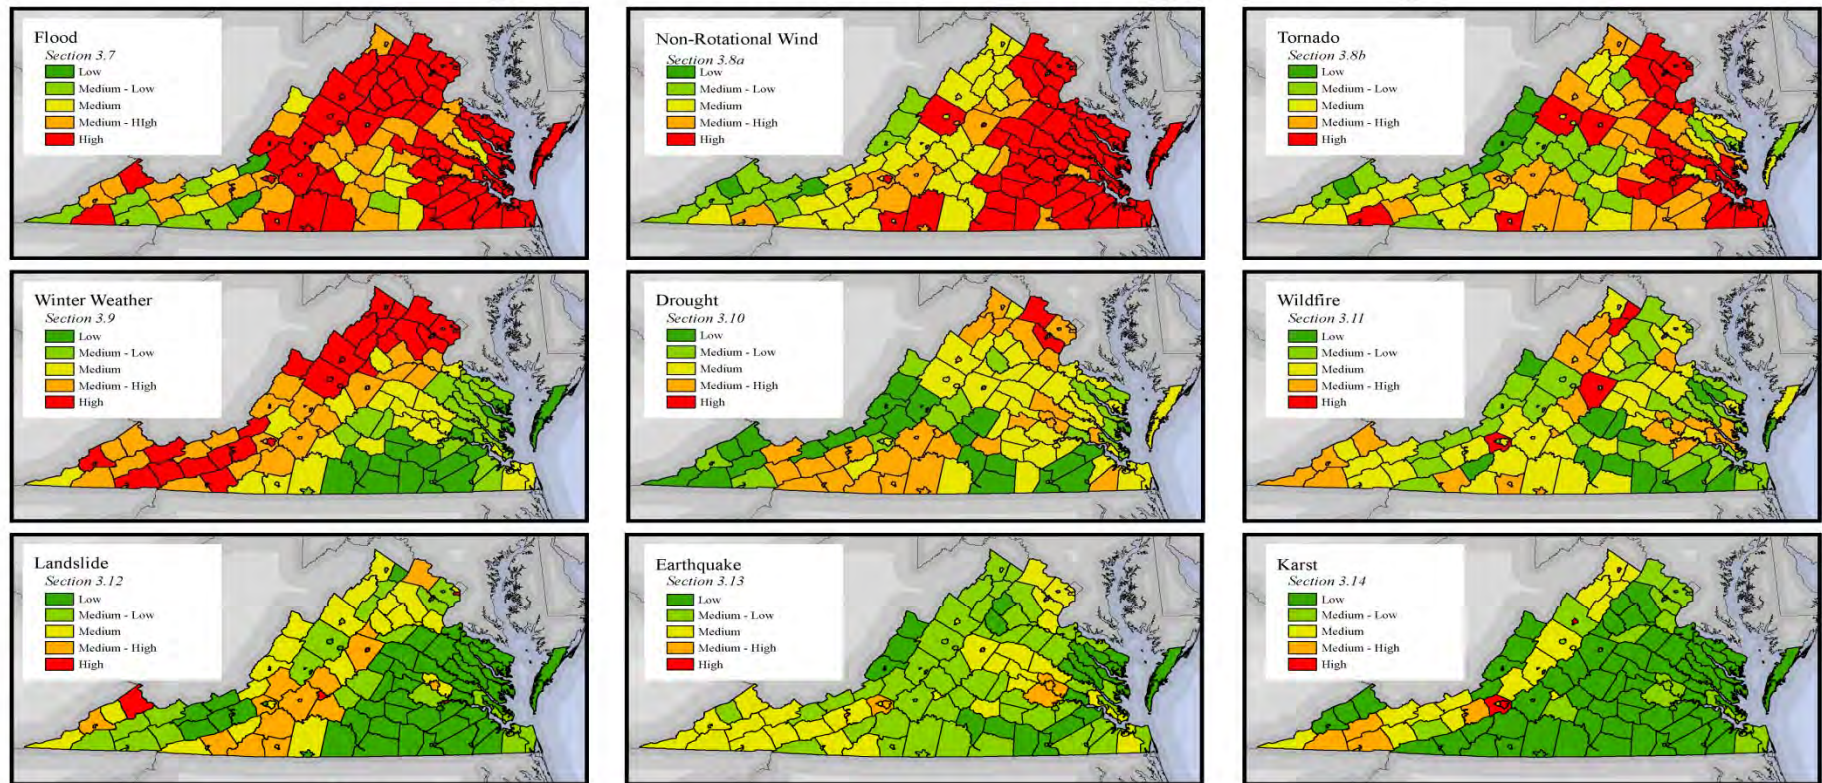 Flood
Section 3.7
Low
Medium - Low
Medium
Medium - HIgh
High
Non-Rotational Wind
Section 3.8a
Low
Medium - Low
Medium
Medium - High
High
Tornado
Section 3.8b
Low
Medium - Low
Medium
Medium - High
High
Winter Weather
Section 3.9
Low
Medium - Low
Medium
Medium - High
High
Drought
Section 3.10
Low
Medium - Low
Medium
Medium - High
High
Wildfire
Section 3.11
Low
Medium - Low
Medium
Medium - High
High
Landslide
Section 3.12
Low
Medium - Low
Medium
Medium - High
High
Earthquake
Section 3.13
Low
Medium - Low
Medium
Medium - High
High
Karst
Section 3.14
Low
Medium - Low
Medium
Medium - High
High